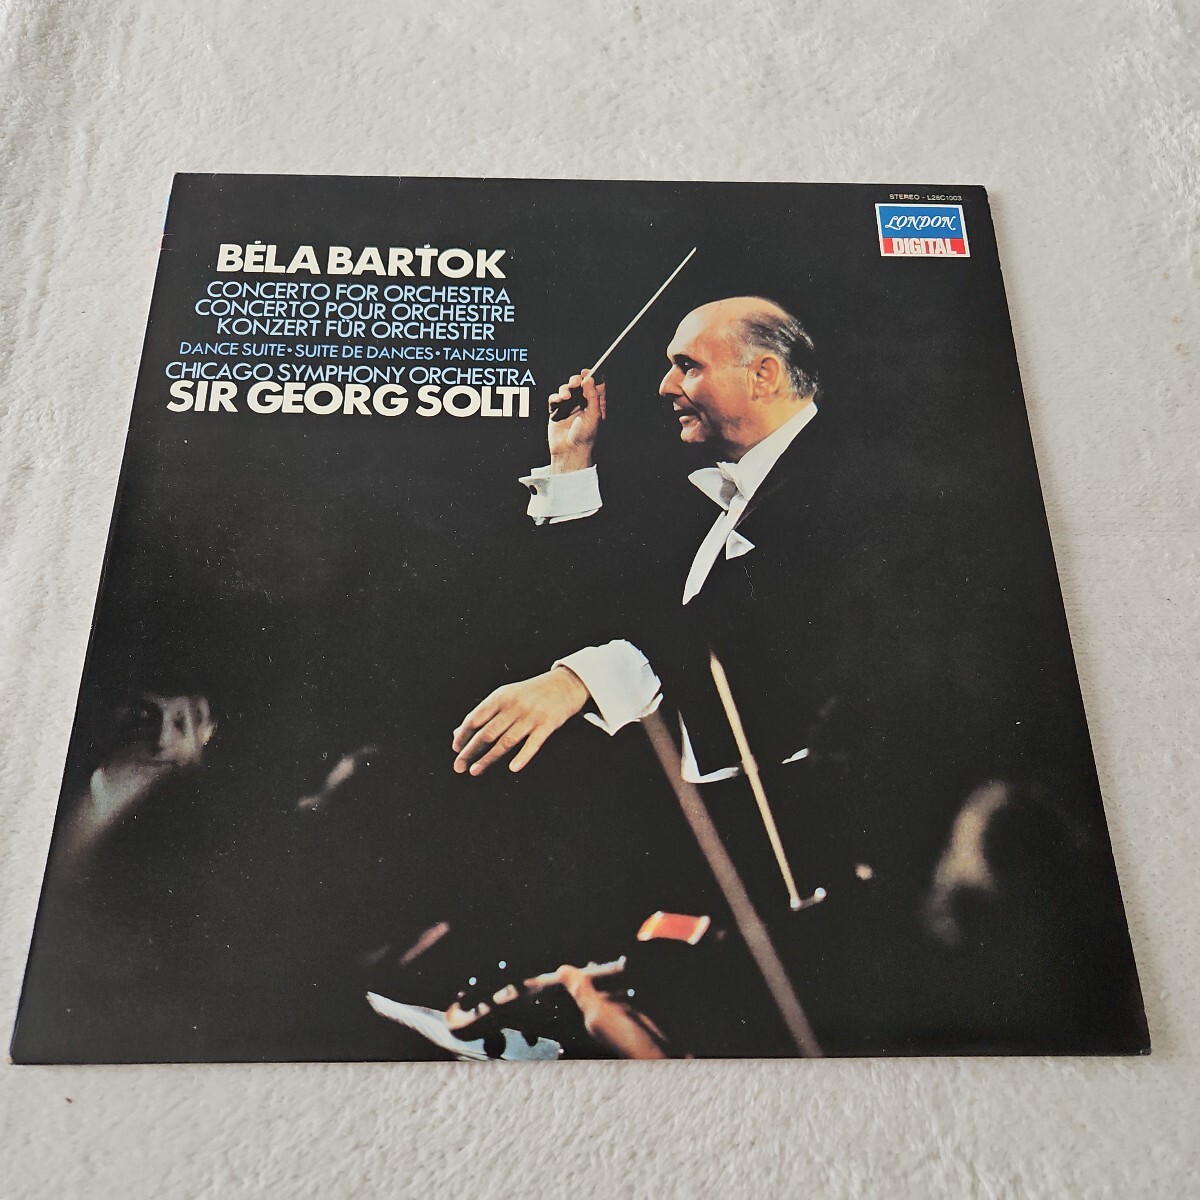 STEREO - L28C1003
LONDON
DIGITAL
BÉLA BARTOK
CONCERTO FOR ORCHESTRA
CONCERTO POUR ORCHESTRE
KONZERT FÜR ORCHESTER
DANCE SUITE • SUITE DE DANCES • TANZSUITE
CHICAGO SYMPHONY ORCHESTRA
SIR GEORG SOLTI